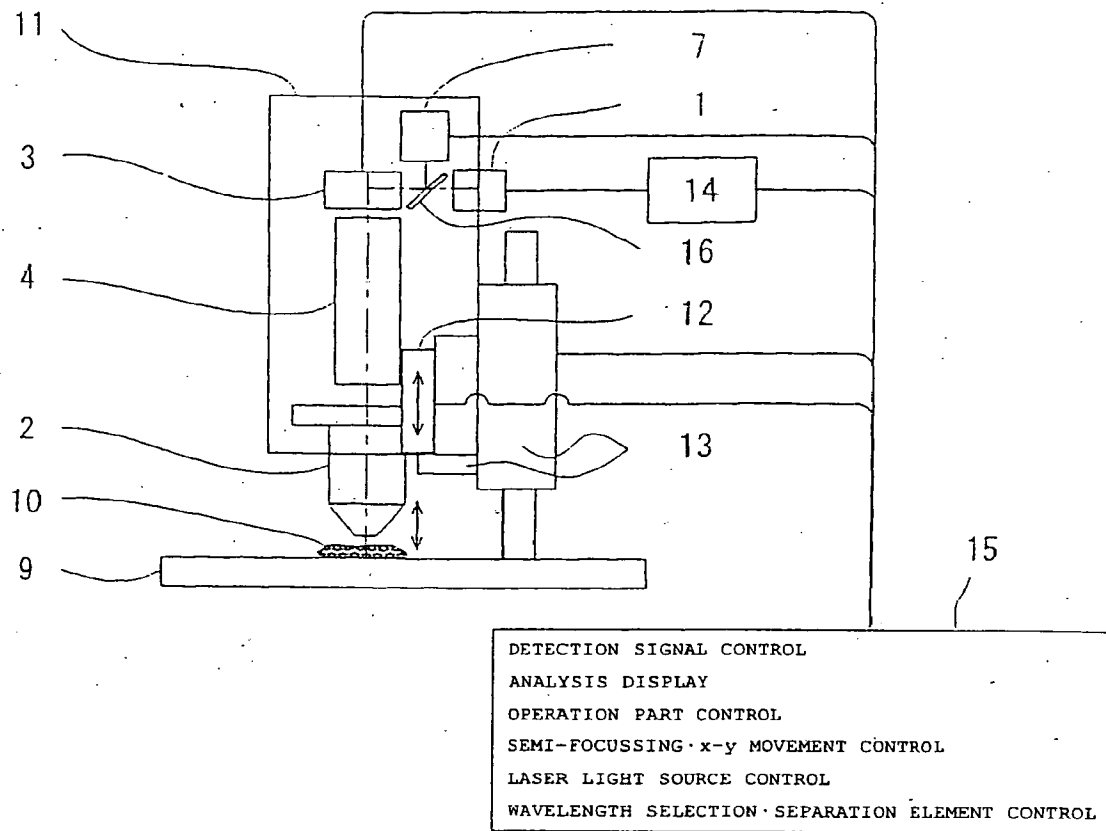 11
7
1
3
14
16
4
12
2
13
10
9
15
DETECTION SIGNAL CONTROL
ANALYSIS DISPLAY
OPERATION PART CONTROL
SEMI-FOCUSSING·x-y MOVEMENT CONTROL
LASER LIGHT SOURCE CONTROL
WAVELENGTH SELECTION·SEPARATION ELEMENT CONTROL